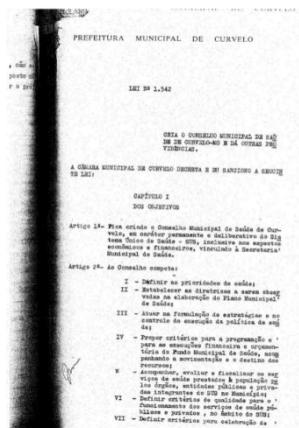 PREFEITURA MUNICIPAL DE CURVELO
LEI Nº 1.542
CRIA O CONSELHO MUNICIPAL DE SAÚ
DE DE CURVELO-MG E DÁ OUTRAS PRO
VIDÊNCIAS.
A CÂMARA MUNICIPAL DE CURVELO DECRETA E EU SANCIONO A SEGUIN
TE LEI:
CAPÍTULO I
DOS OBJETIVOS
Artigo 1º- Fica criado o Conselho Municipal de Saúde de Cur-
velo, em caráter permanente e deliberativo do Sis
tema Único de Saúde - SUS, inclusive nos aspectos
econômicos e financeiros, vinculado à Secretaria
Municipal de Saúde.
Artigo 2º- Ao Conselho compete:
I - Definir as prioridades de saúde;
II - Estabelecer as diretrizes a serem obser
vadas na elaboração do Plano Municipal
de Saúde;
III - Atuar na formulação de estratégias e no
controle da execução da política de saú
de;
IV - Propor critérios para a programação e '
para as execuções financeira e orçamen-
tária do Fundo Municipal de Saúde, acom
panhando a movimentação e o destino dos
recursos;
V - Acompanhar, avaliar e fiscalizar os ser
viços de saúde prestados à população pe
los órgãos, entidades públicas e priva-
das integrantes do SUS no Município;
VI - Definir critérios de qualidade para o '
funcionamento dos serviços de saúde pú-
blicos e privados, no âmbito do SUS;
VII - Definir critérios para celebração de '